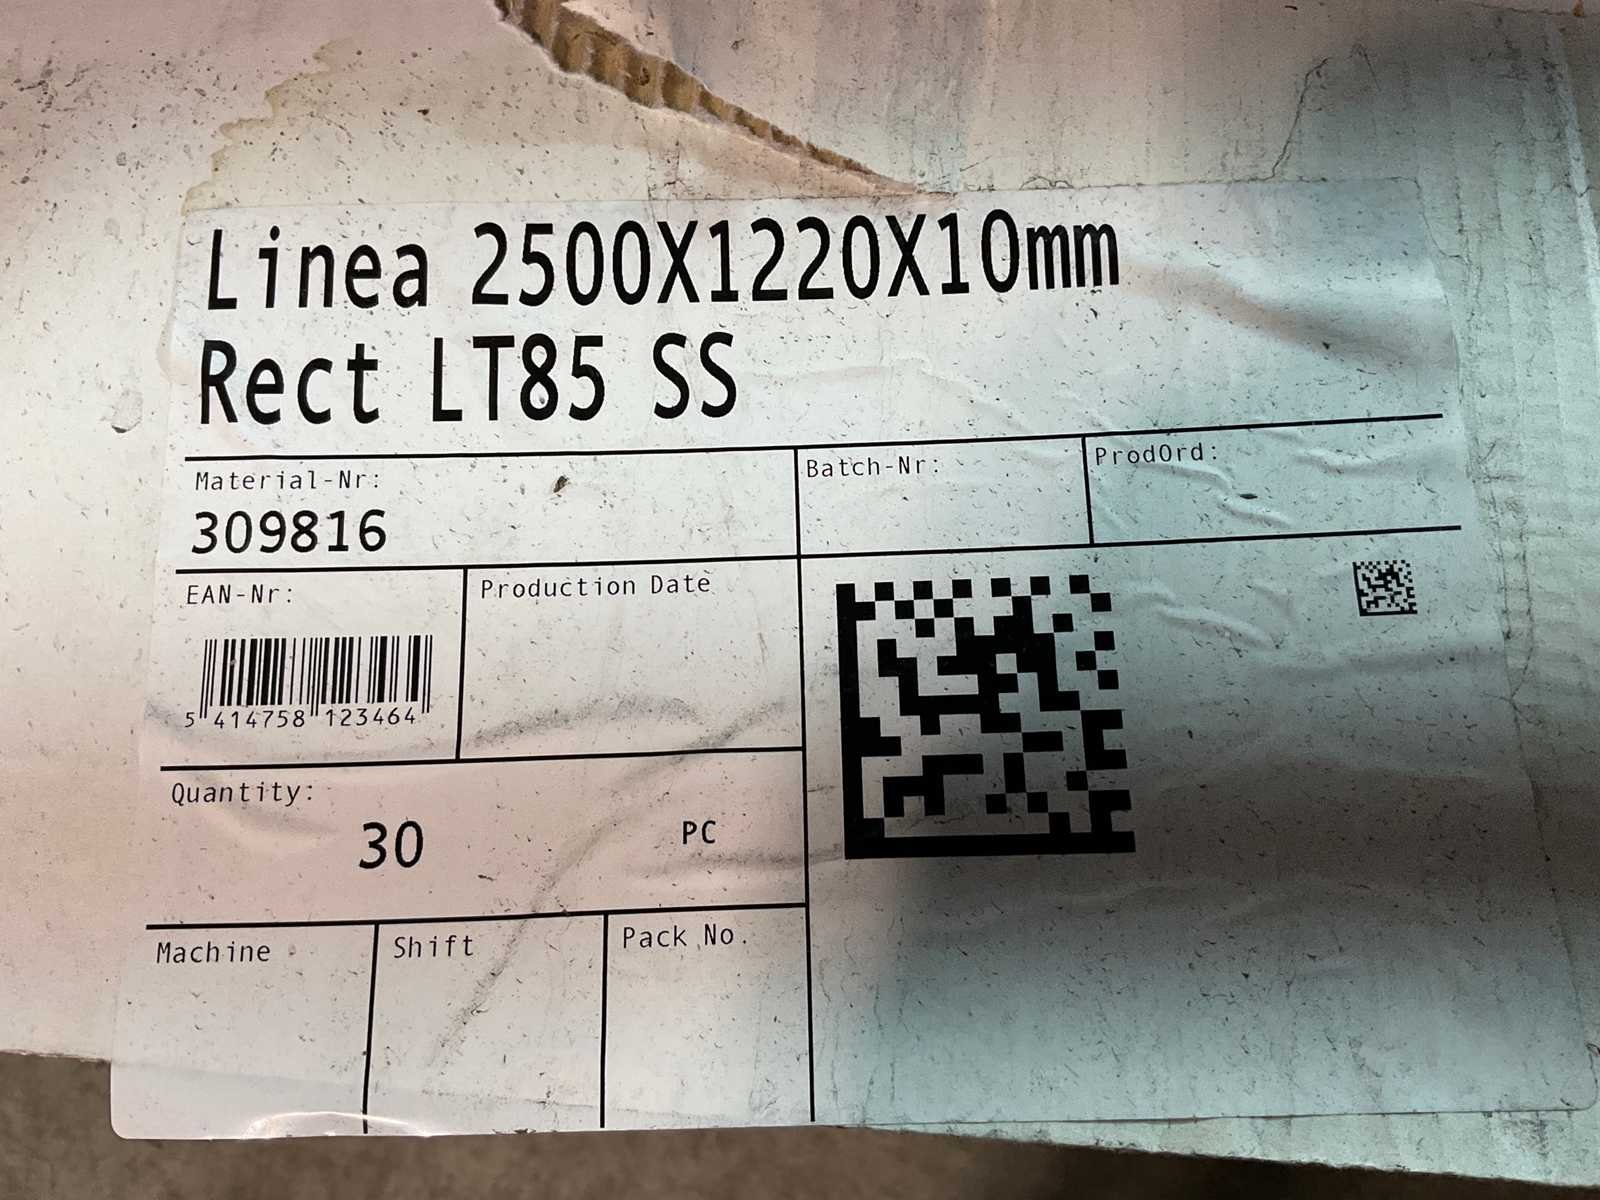 Linea 2500X1220X10mm
Rect LT85 SS
Material-Nr:
309816
Batch-Nr:
ProdOrd:
EAN-Nr:
5 414758 123464
Production Date
Quantity:
30 PC
Machine
Shift
Pack No.